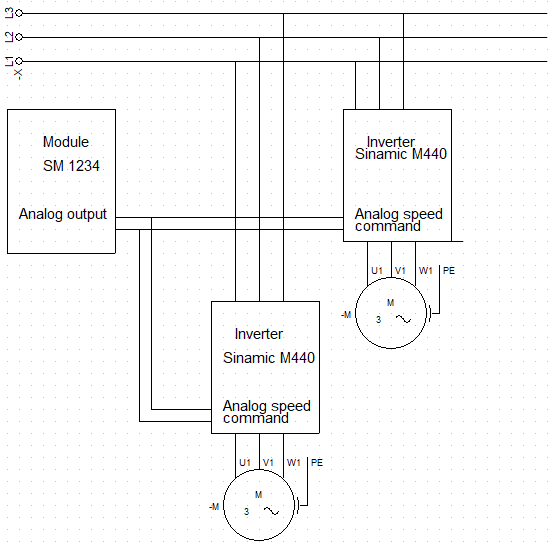 L3
L2
L1
-X
Module
SM 1234
Analog output
Inverter
Sinamic M440
Analog speed
command
U1 V1 W1 PE
M
-M
3
Inverter
Sinamic M440
Analog speed
command
U1 V1 W1 PE
M
-M
3